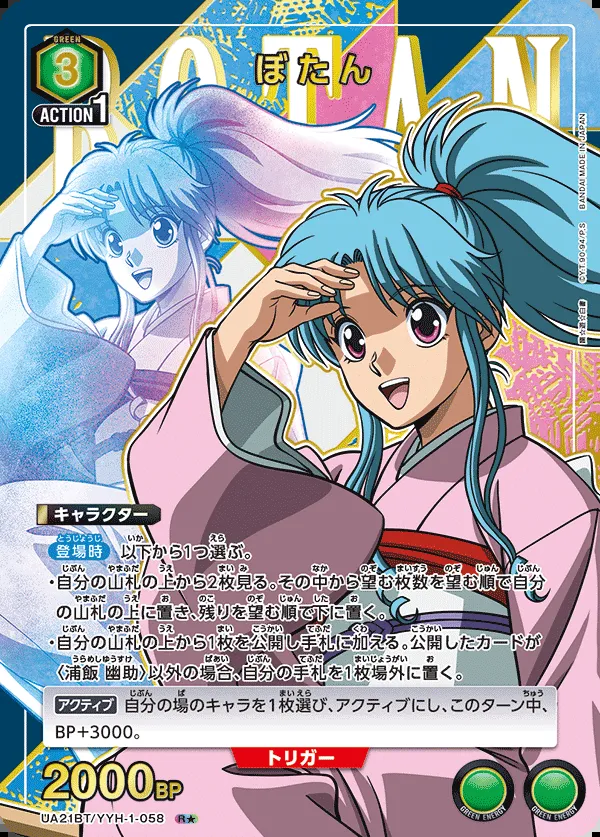 GREEN
3
ACTION 1
BOTAN
ぼたん
©Y.T.90-94/P.S BANDAI MADE IN JAPAN
キャラクター
登場時 以下から1つ選ぶ。
・自分の山札の上から2枚見る。その中から望む枚数を望む順で自分
の山札の上に置き、残りを望む順で下に置く。
・自分の山札の上から1枚を公開し手札に加える。公開したカードが
〈浦飯 幽助〉以外の場合、自分の手札を1枚場外に置く。
アクティブ 自分の場のキャラを1枚選び、アクティブにし、このターン中、
BP+3000。
トリガー
2000BP
GREEN ENERGY
GREEN ENERGY
UA21BT/YYH-1-058 R★